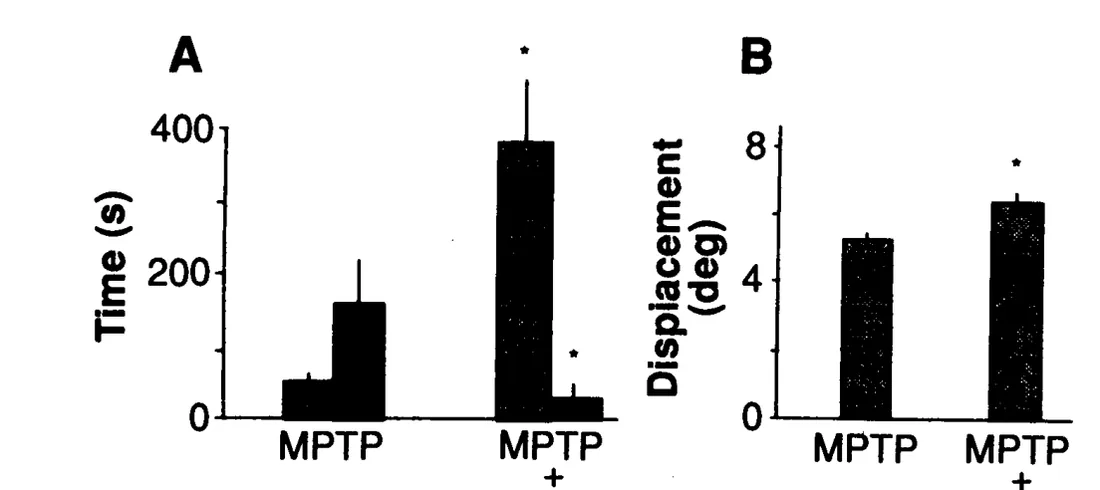 A
*
400
200
0
Time (s)
*
MPTP
MPTP
+
B
8
4
0
Displacement
(deg)
*
MPTP
MPTP
+